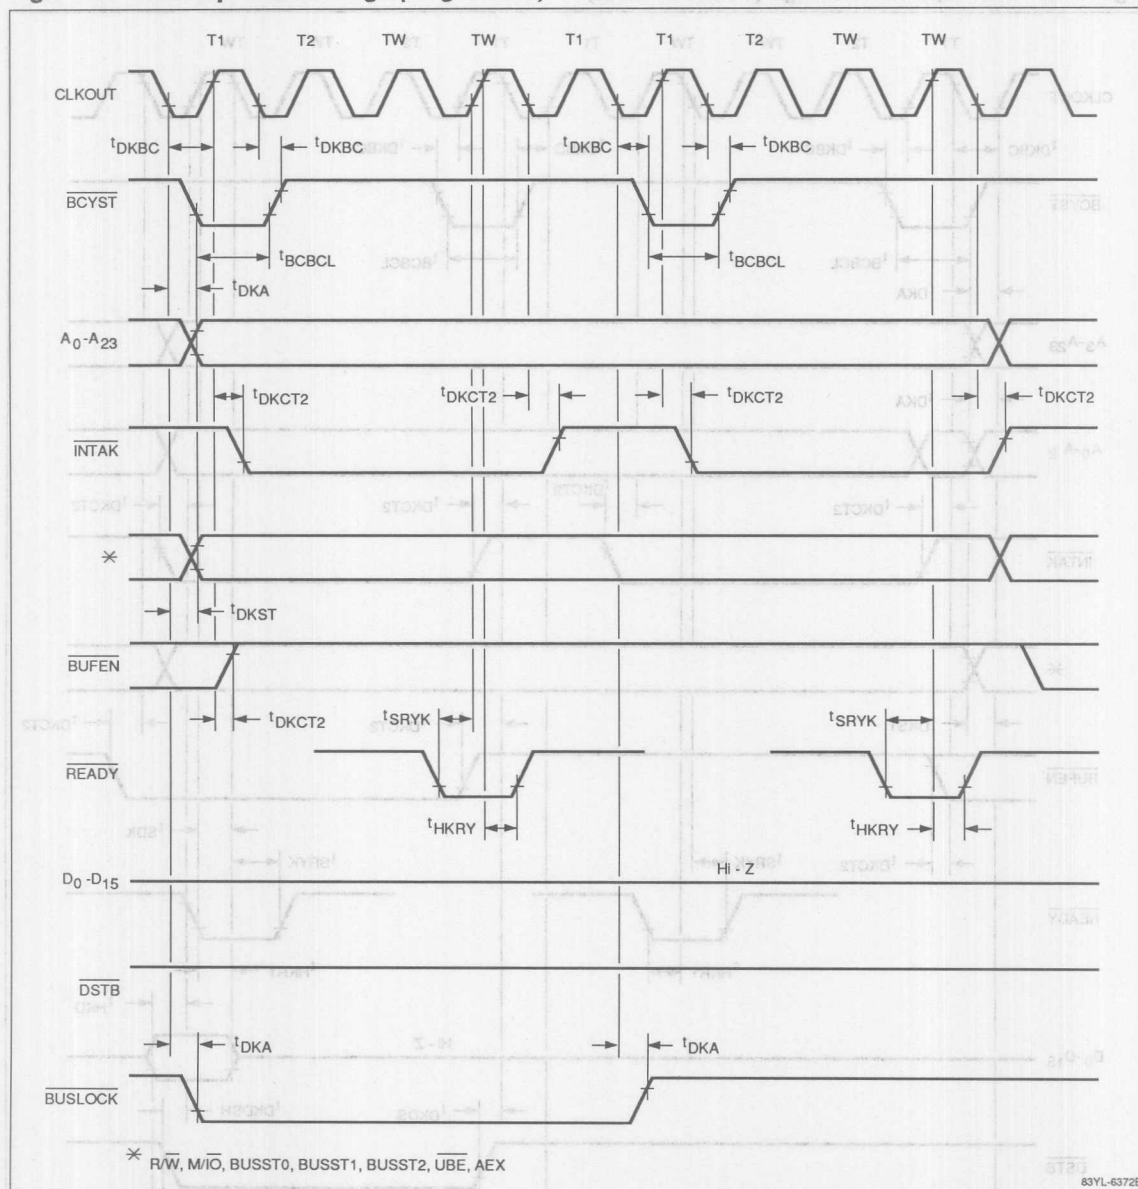 T1 T2 TW TW T1 T1 T2 TW TW
CLKOUT
tDKBC tDKBC tDKBC tDKBC
BCYST
tBCBCL tBCBCL
tDKA
A0-A23
tDKCT2 tDKCT2 tDKCT2 tDKCT2
INTAK
*
tDKST
BUFEN
tDKCT2 tSRYK tSRYK
READY
tHKRY tHKRY
D0-D15 Hi - Z
DSTB
tDKA tDKA
BUSLOCK
* R/W, M/IO, BUSST0, BUSST1, BUSST2, UBE, AEX
83YL-6372B